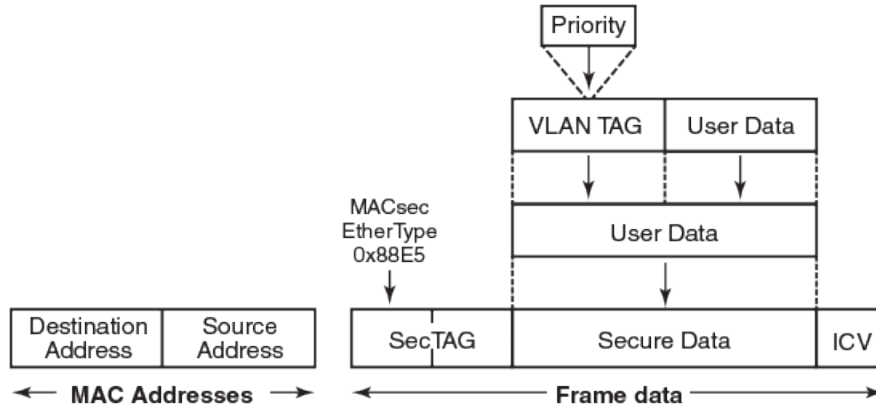 Priority
VLAN TAG
User Data
MACsec
EtherType
0x88E5
User Data
Destination
Address
Source
Address
SecTAG
Secure Data
ICV
MAC Addresses
Frame data